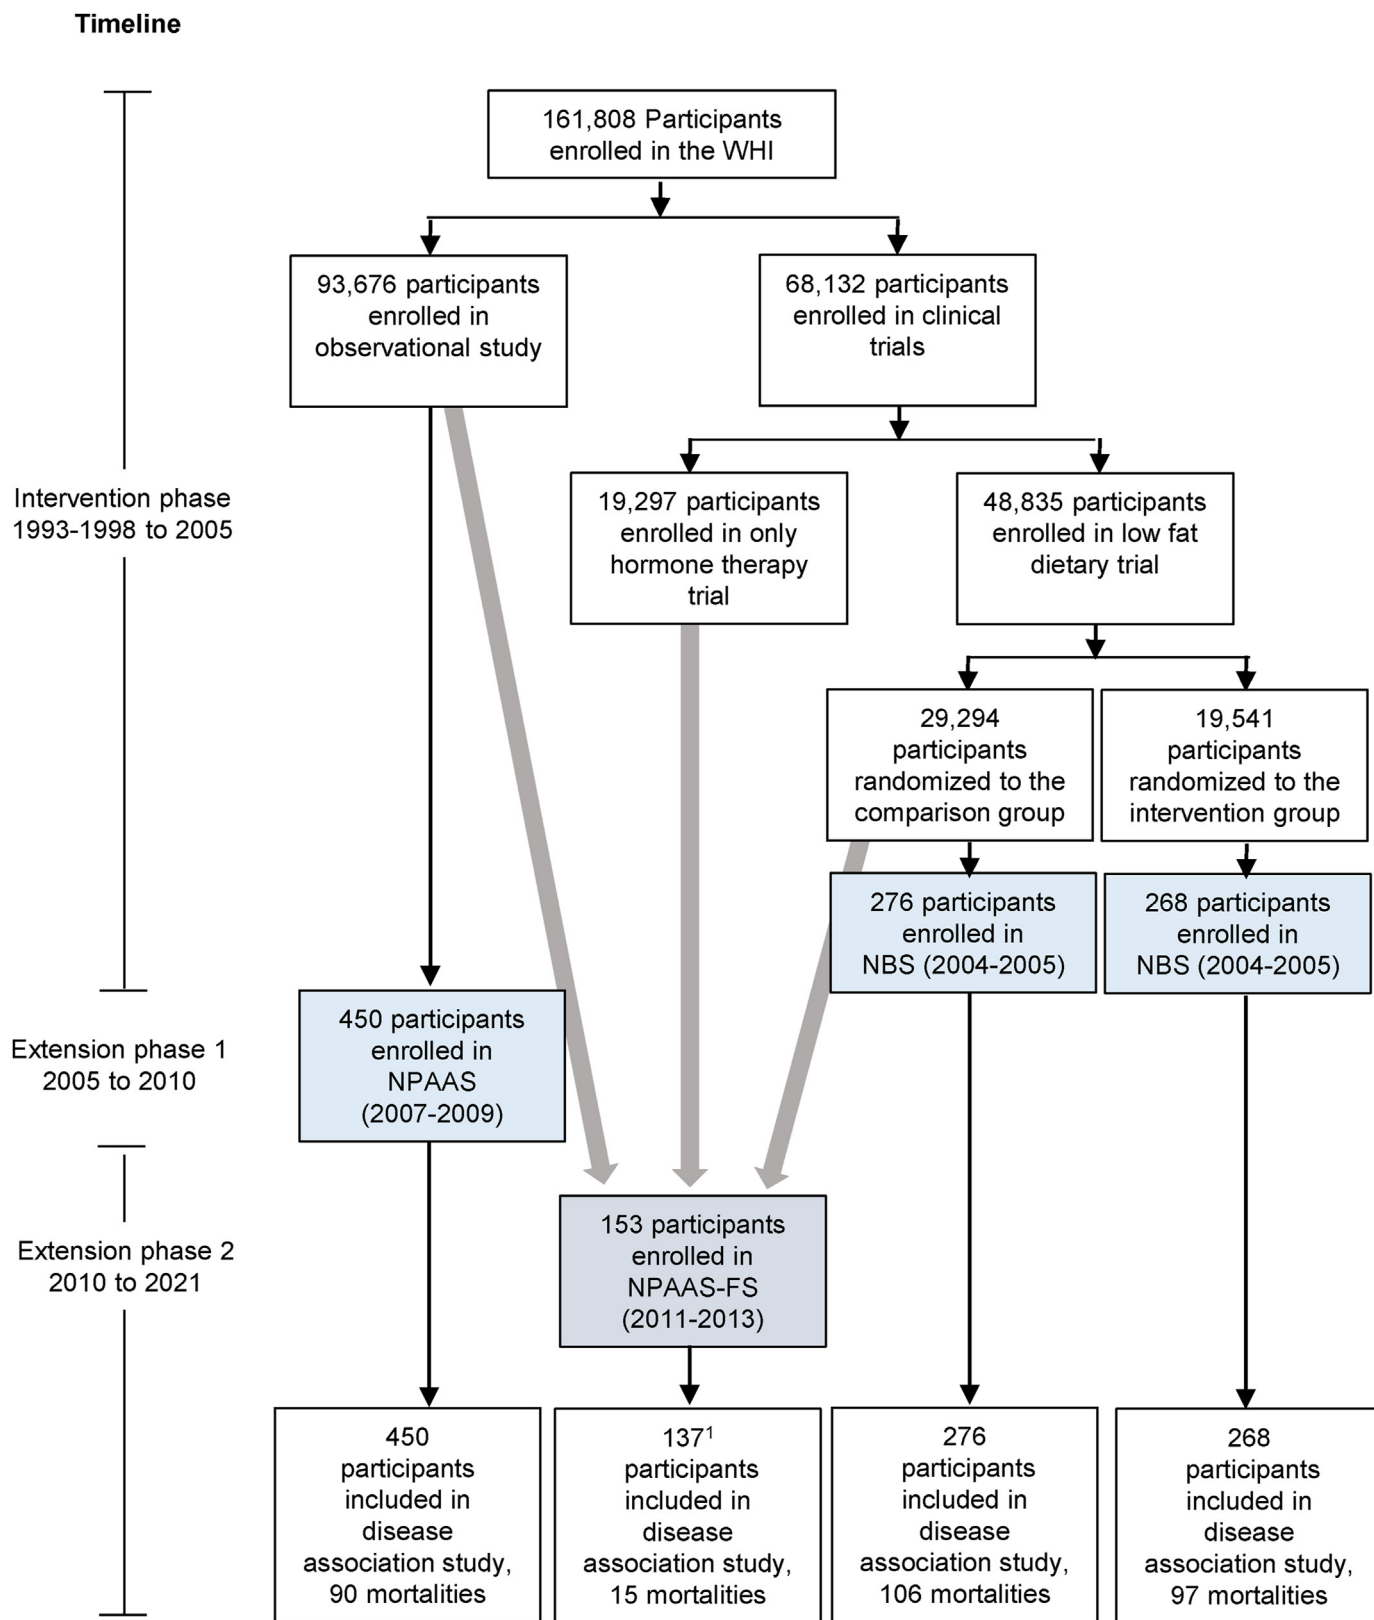 Timeline
161,808 Participants
enrolled in the WHI
93,676 participants
enrolled in
observational study
68,132 participants
enrolled in clinical
trials
Intervention phase
1993-1998 to 2005
19,297 participants
enrolled in only
hormone therapy
trial
48,835 participants
enrolled in low fat
dietary trial
29,294
participants
randomized to the
comparison group
19,541
participants
randomized to the
intervention group
276 participants
enrolled in
NBS (2004-2005)
268 participants
enrolled in
NBS (2004-2005)
Extension phase 1
2005 to 2010
450 participants
enrolled in
NPAAS
(2007-2009)
Extension phase 2
2010 to 2021
153 participants
enrolled in
NPAAS-FS
(2011-2013)
450
participants
included in
disease
association study,
90 mortalities
137¹
participants
included in
disease
association study,
15 mortalities
276
participants
included in
disease
association study,
106 mortalities
268
participants
included in
disease
association study,
97 mortalities